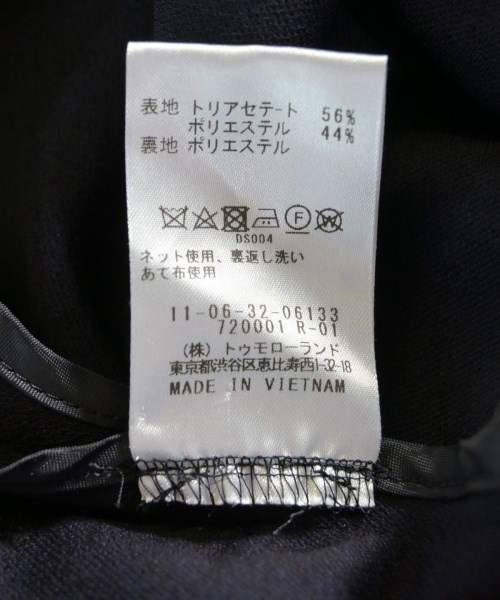 表地 トリアセテート 56%
ポリエステル 44%
裏地 ポリエステル
DS004
ネット使用、裏返し洗い
あて布使用
11-06-32-06133
720001 R-01
(株) トゥモローランド
東京都渋谷区恵比寿西1-32-18
MADE IN VIETNAM